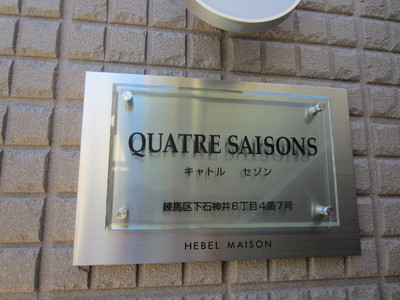 QUATRE SAISONS
キャトル セゾン
練馬区下石神井6丁目4番7号
HEBEL MAISON